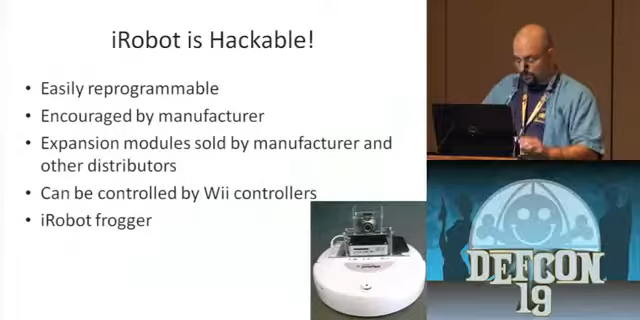 iRobot is Hackable!
• Easily reprogrammable
• Encouraged by manufacturer
• Expansion modules sold by manufacturer and
other distributors
• Can be controlled by Wii controllers
• iRobot frogger
DEFCON
19